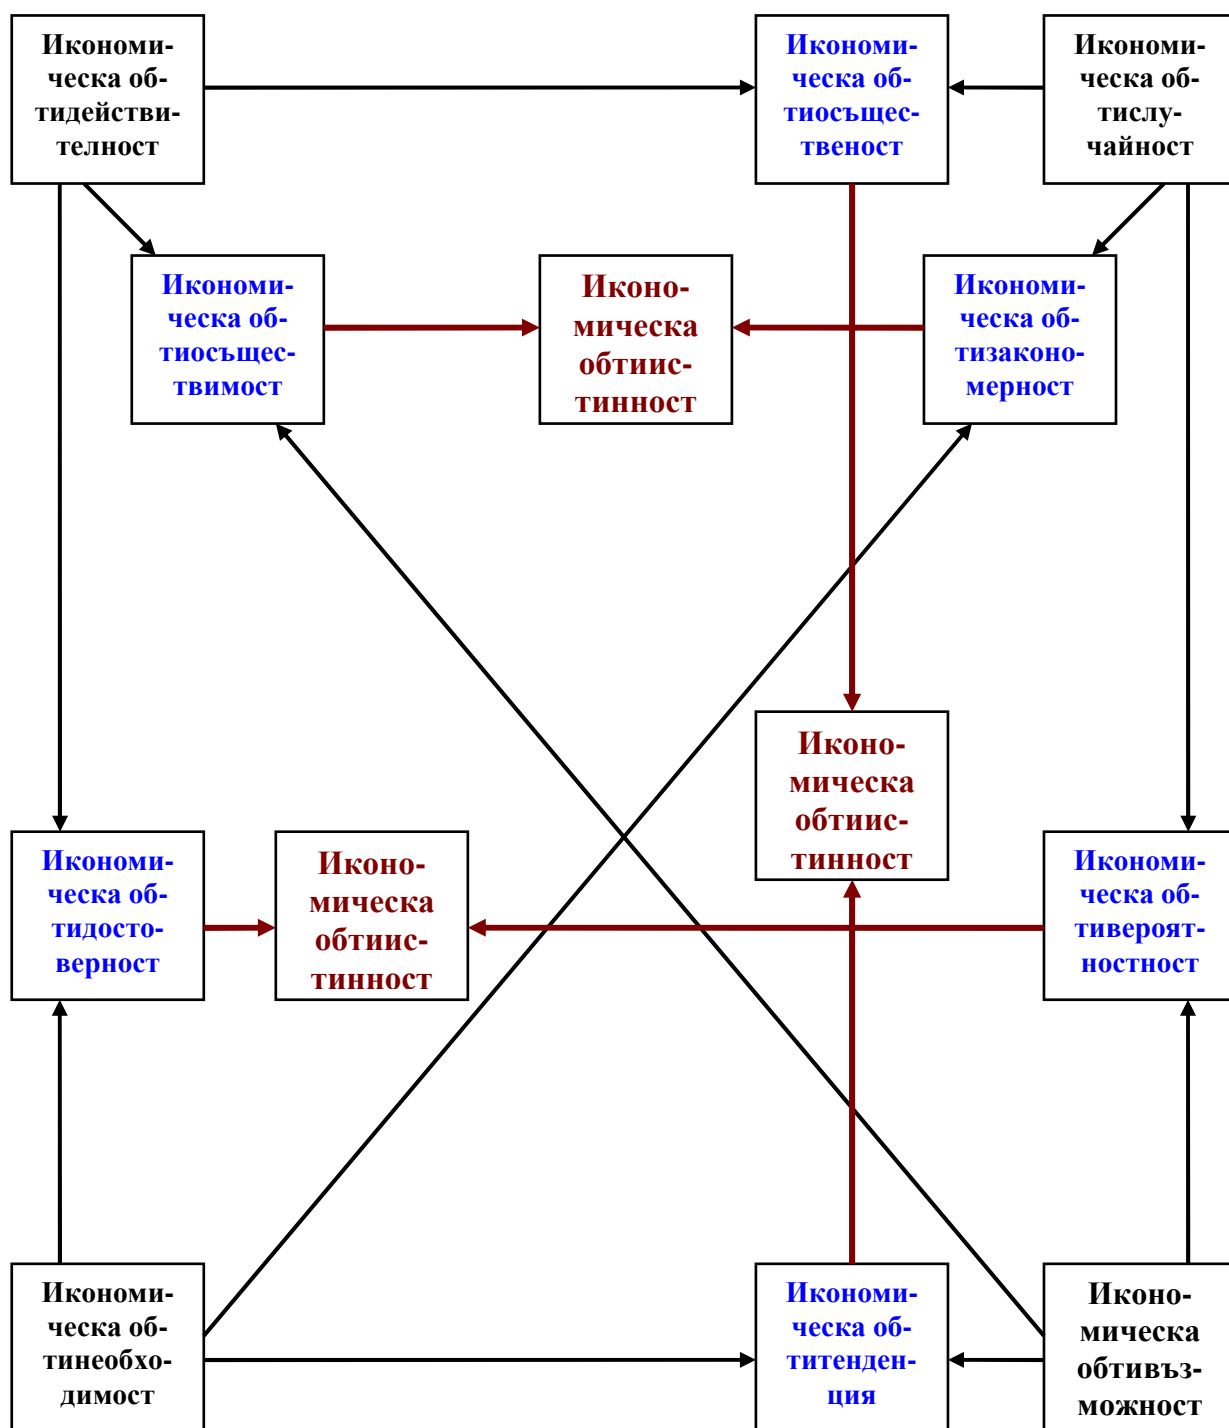 Икономи-
ческа об-
тидействи-
телност
Икономи-
ческа об-
тиосъщес-
твеност
Икономи-
ческа об-
тислу-
чайност
Икономи-
ческа об-
тиосъщес-
твимост
Иконо-
мическа
обтиис-
тинност
Икономи-
ческа об-
тизаконо-
мерност
Иконо-
мическа
обтиис-
тинност
Икономи-
ческа об-
тидосто-
верност
Иконо-
мическа
обтиис-
тинност
Икономи-
ческа об-
тивероят-
ностност
Икономи-
ческа об-
тинеобхо-
димост
Икономи-
ческа об-
титенден-
ция
Иконо-
мическа
обтивъз-
можност